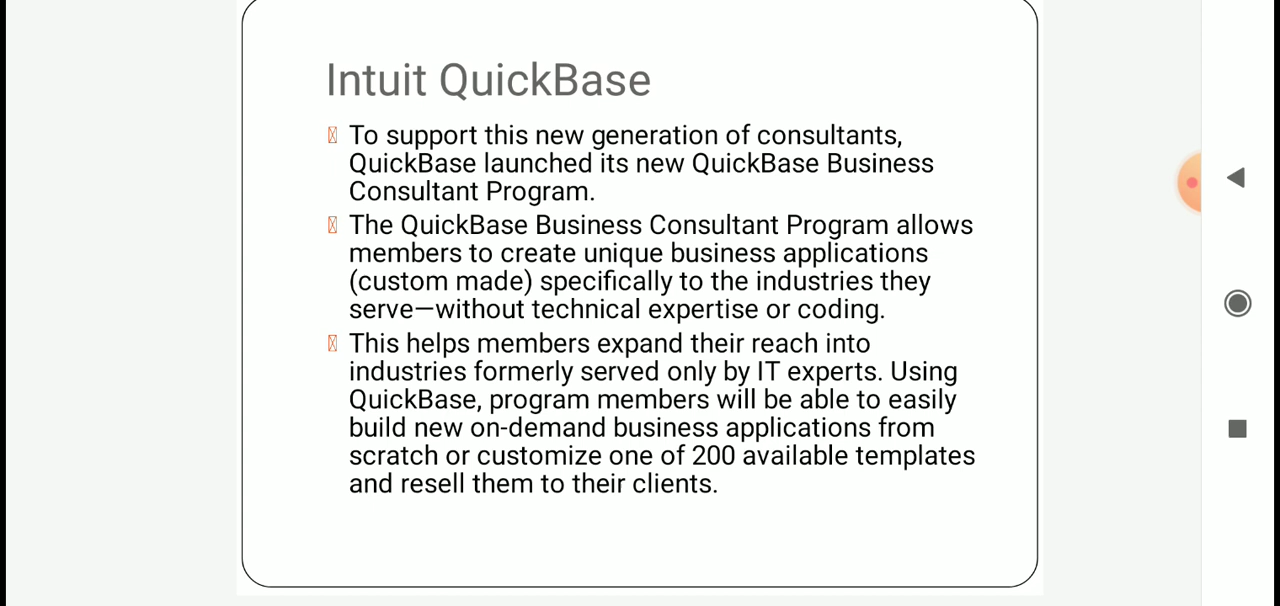 Intuit QuickBase
To support this new generation of consultants,
QuickBase launched its new QuickBase Business
Consultant Program.
The QuickBase Business Consultant Program allows
members to create unique business applications
(custom made) specifically to the industries they
serve—without technical expertise or coding.
This helps members expand their reach into
industries formerly served only by IT experts. Using
QuickBase, program members will be able to easily
build new on-demand business applications from
scratch or customize one of 200 available templates
and resell them to their clients.